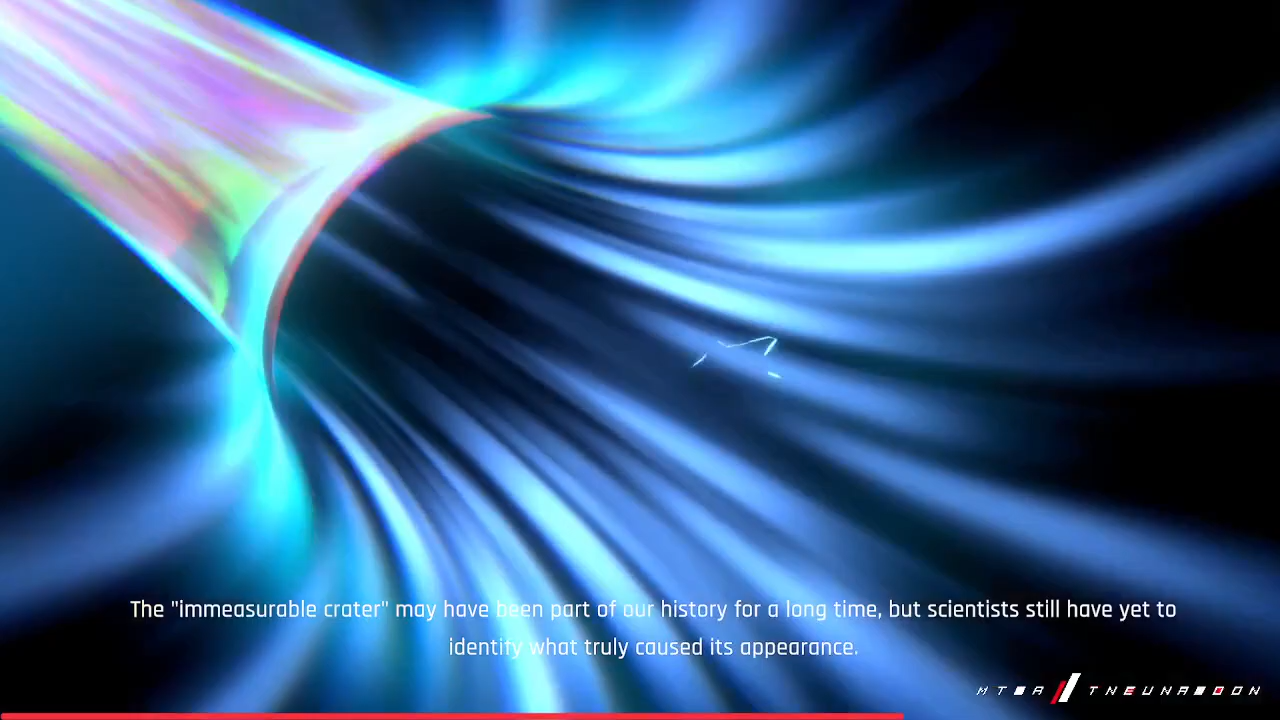 The "immeasurable crater" may have been part of our history for a long time, but scientists still have yet to
identify what truly caused its appearance.